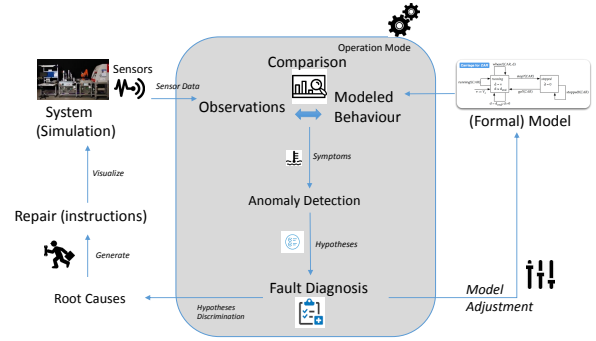 Operation Mode
Comparison
Sensors
Sensor Data
Observations
Modeled
Behaviour
System
(Simulation)
(Formal) Model
Symptoms
Visualize
Anomaly Detection
Repair (instructions)
Hypotheses
Generate
Fault Diagnosis
Root Causes
Hypotheses
Discrimination
Model
Adjustment